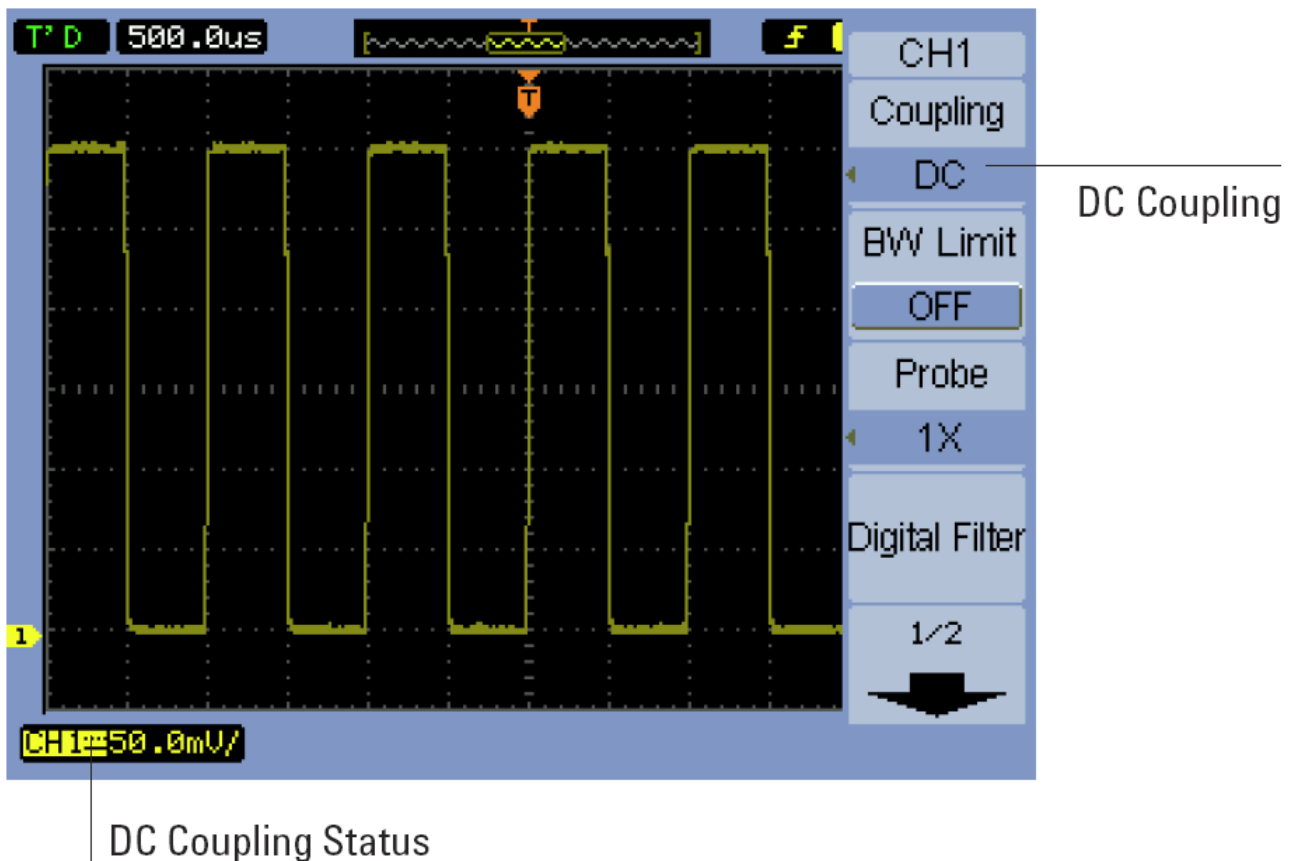 T’D 500.0us T
CH1
T
Coupling
DC
DC Coupling
BW Limit
OFF
Probe
1X
Digital Filter
1
1/2
CH1 50.0mV/
DC Coupling Status